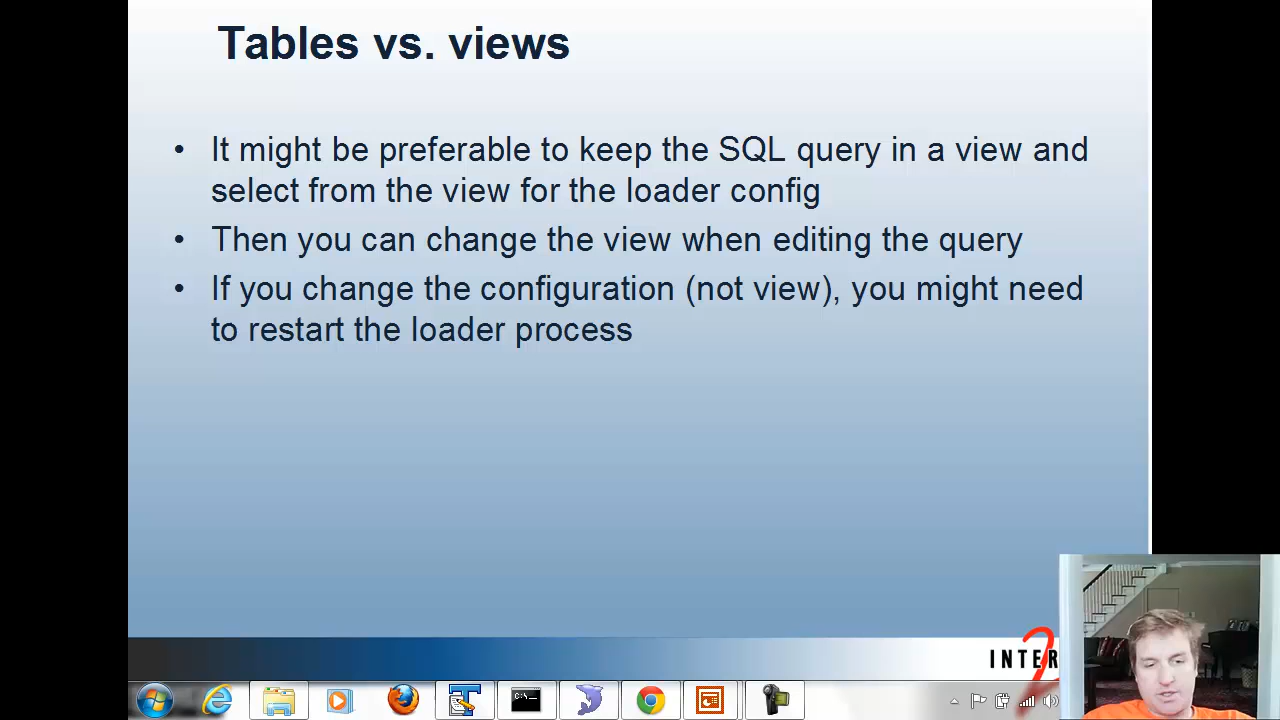 Tables vs. views
• It might be preferable to keep the SQL query in a view and
select from the view for the loader config
• Then you can change the view when editing the query
• If you change the configuration (not view), you might need
to restart the loader process
INTER
C:\